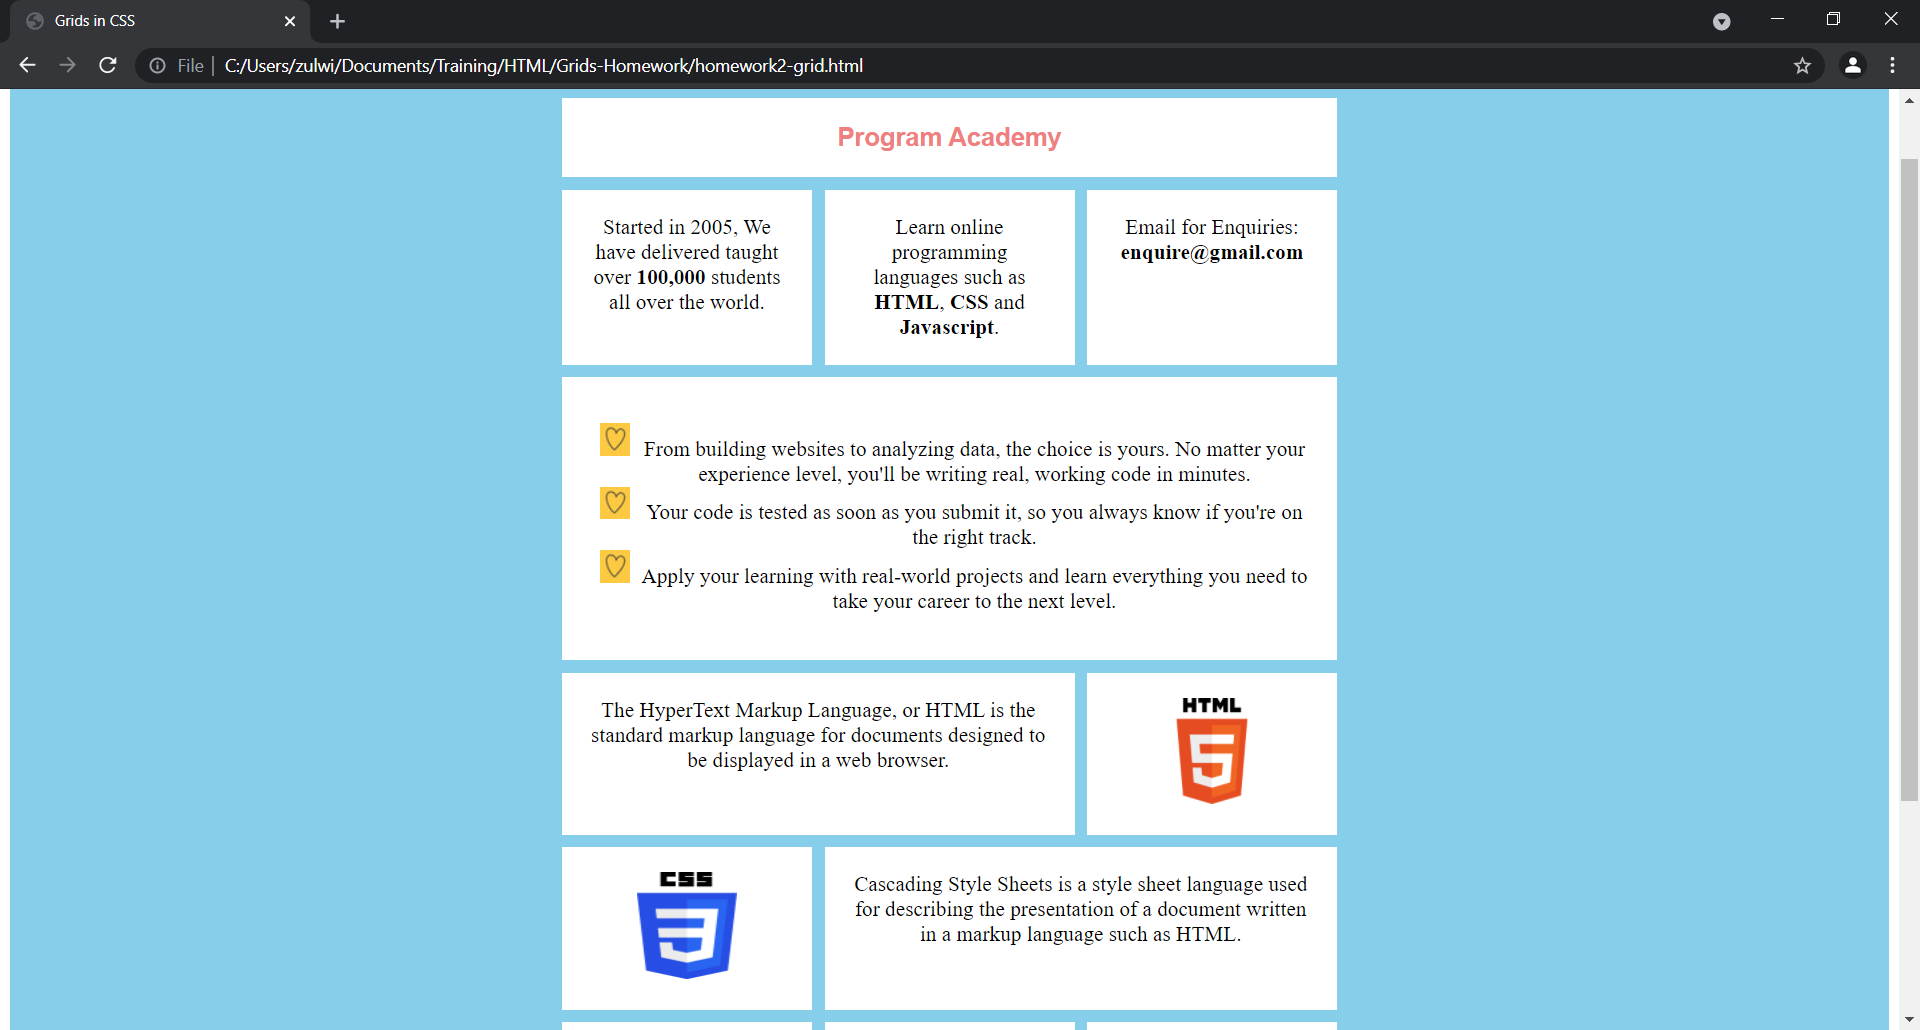 Grids in CSS
File
C:/Users/zulwi/Documents/Training/HTML/Grids-Homework/homework2-grid.html
Program Academy
Started in 2005, We
have delivered taught
over 100,000 students
all over the world.
Learn online
programming
languages such as
HTML, CSS and
Javascript.
Email for Enquiries:
enquire@gmail.com
From building websites to analyzing data, the choice is yours. No matter your
experience level, you'll be writing real, working code in minutes.
Your code is tested as soon as you submit it, so you always know if you're on
the right track.
Apply your learning with real-world projects and learn everything you need to
take your career to the next level.
The HyperText Markup Language, or HTML is the
standard markup language for documents designed to
be displayed in a web browser.
HTML
5
CSS
3
Cascading Style Sheets is a style sheet language used
for describing the presentation of a document written
in a markup language such as HTML.